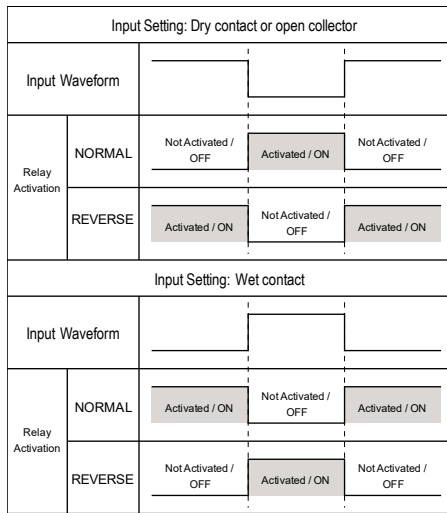 Input Setting: Dry contact or open collector
Input Waveform
Relay
Activation
NORMAL
Not Activated /
OFF
Activated / ON
Not Activated /
OFF
REVERSE
Activated / ON
Not Activated /
OFF
Activated / ON
Input Setting: Wet contact
Input Waveform
Relay
Activation
NORMAL
Activated / ON
Not Activated /
OFF
Activated / ON
REVERSE
Not Activated /
OFF
Activated / ON
Not Activated /
OFF